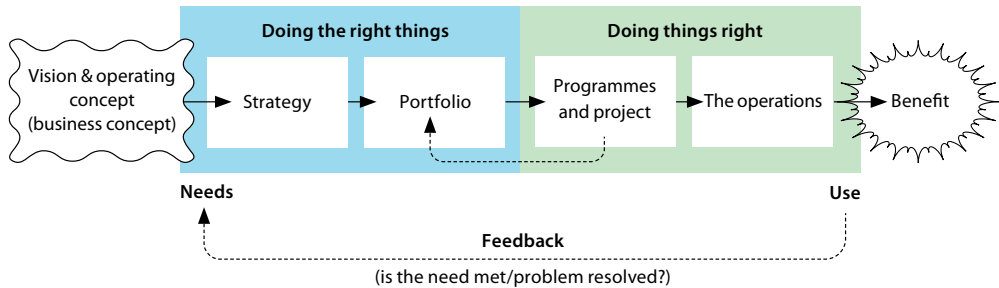 Doing the right things
Doing things right
Vision & operating
concept
(business concept)
Strategy
Portfolio
Programmes
and project
The operations
Benefit
Needs
Use
Feedback
(is the need met/problem resolved?)